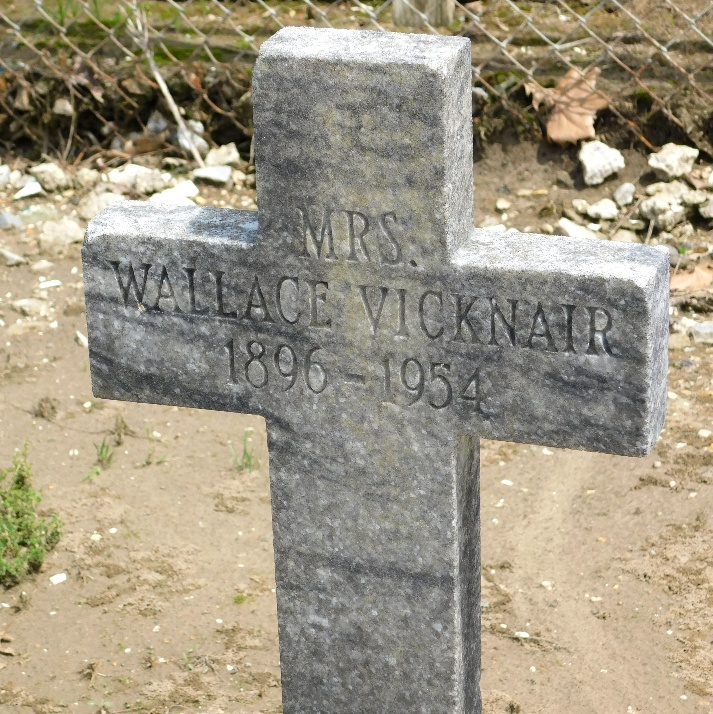 MRS.
WALLACE VICKNAIR
1896 – 1954